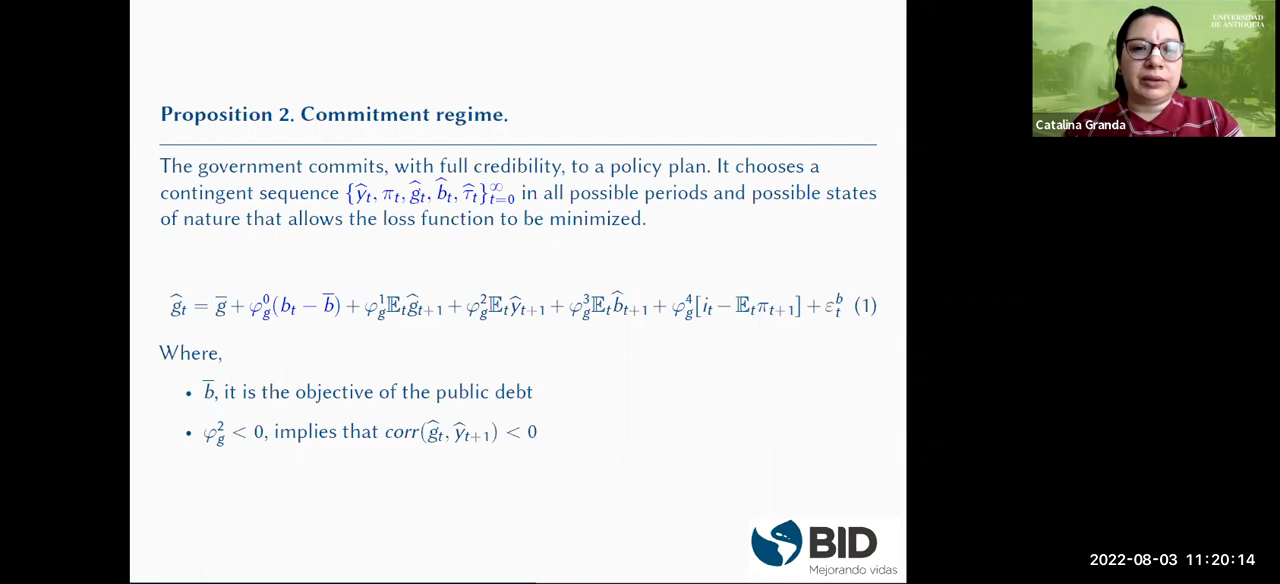 Proposition 2. Commitment regime.
The government commits, with full credibility, to a policy plan. It chooses a
contingent sequence {ŷₜ, πₜ, ĝₜ, b̂ₜ, τ̂ₜ}∞ₜ₌₀ in all possible periods and possible states
of nature that allows the loss function to be minimized.
ĝₜ = ḡ + φ⁰g(bₜ − b̄) + φ¹g𝔼ₜĝₜ₊₁ + φ²g𝔼ₜŷₜ₊₁ + φ³g𝔼ₜb̂ₜ₊₁ + φ⁴g[iₜ − 𝔼ₜπₜ₊₁] + εᵇₜ (1)
Where,
• b̄, it is the objective of the public debt
• φ²g < 0, implies that corr(ĝₜ, ŷₜ₊₁) < 0
BID
Mejorando vidas
UNIVERSIDAD
DE ANTIOQUIA
Catalina Granda
2022-08-03 11:20:14